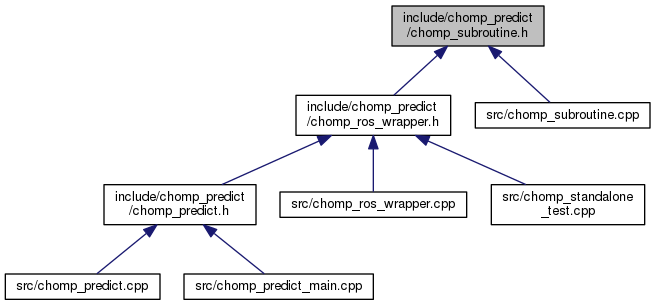 include/chomp_predict
/chomp_subroutine.h
include/chomp_predict
/chomp_ros_wrapper.h
src/chomp_subroutine.cpp
include/chomp_predict
/chomp_predict.h
src/chomp_ros_wrapper.cpp
src/chomp_standalone
_test.cpp
src/chomp_predict.cpp
src/chomp_predict_main.cpp